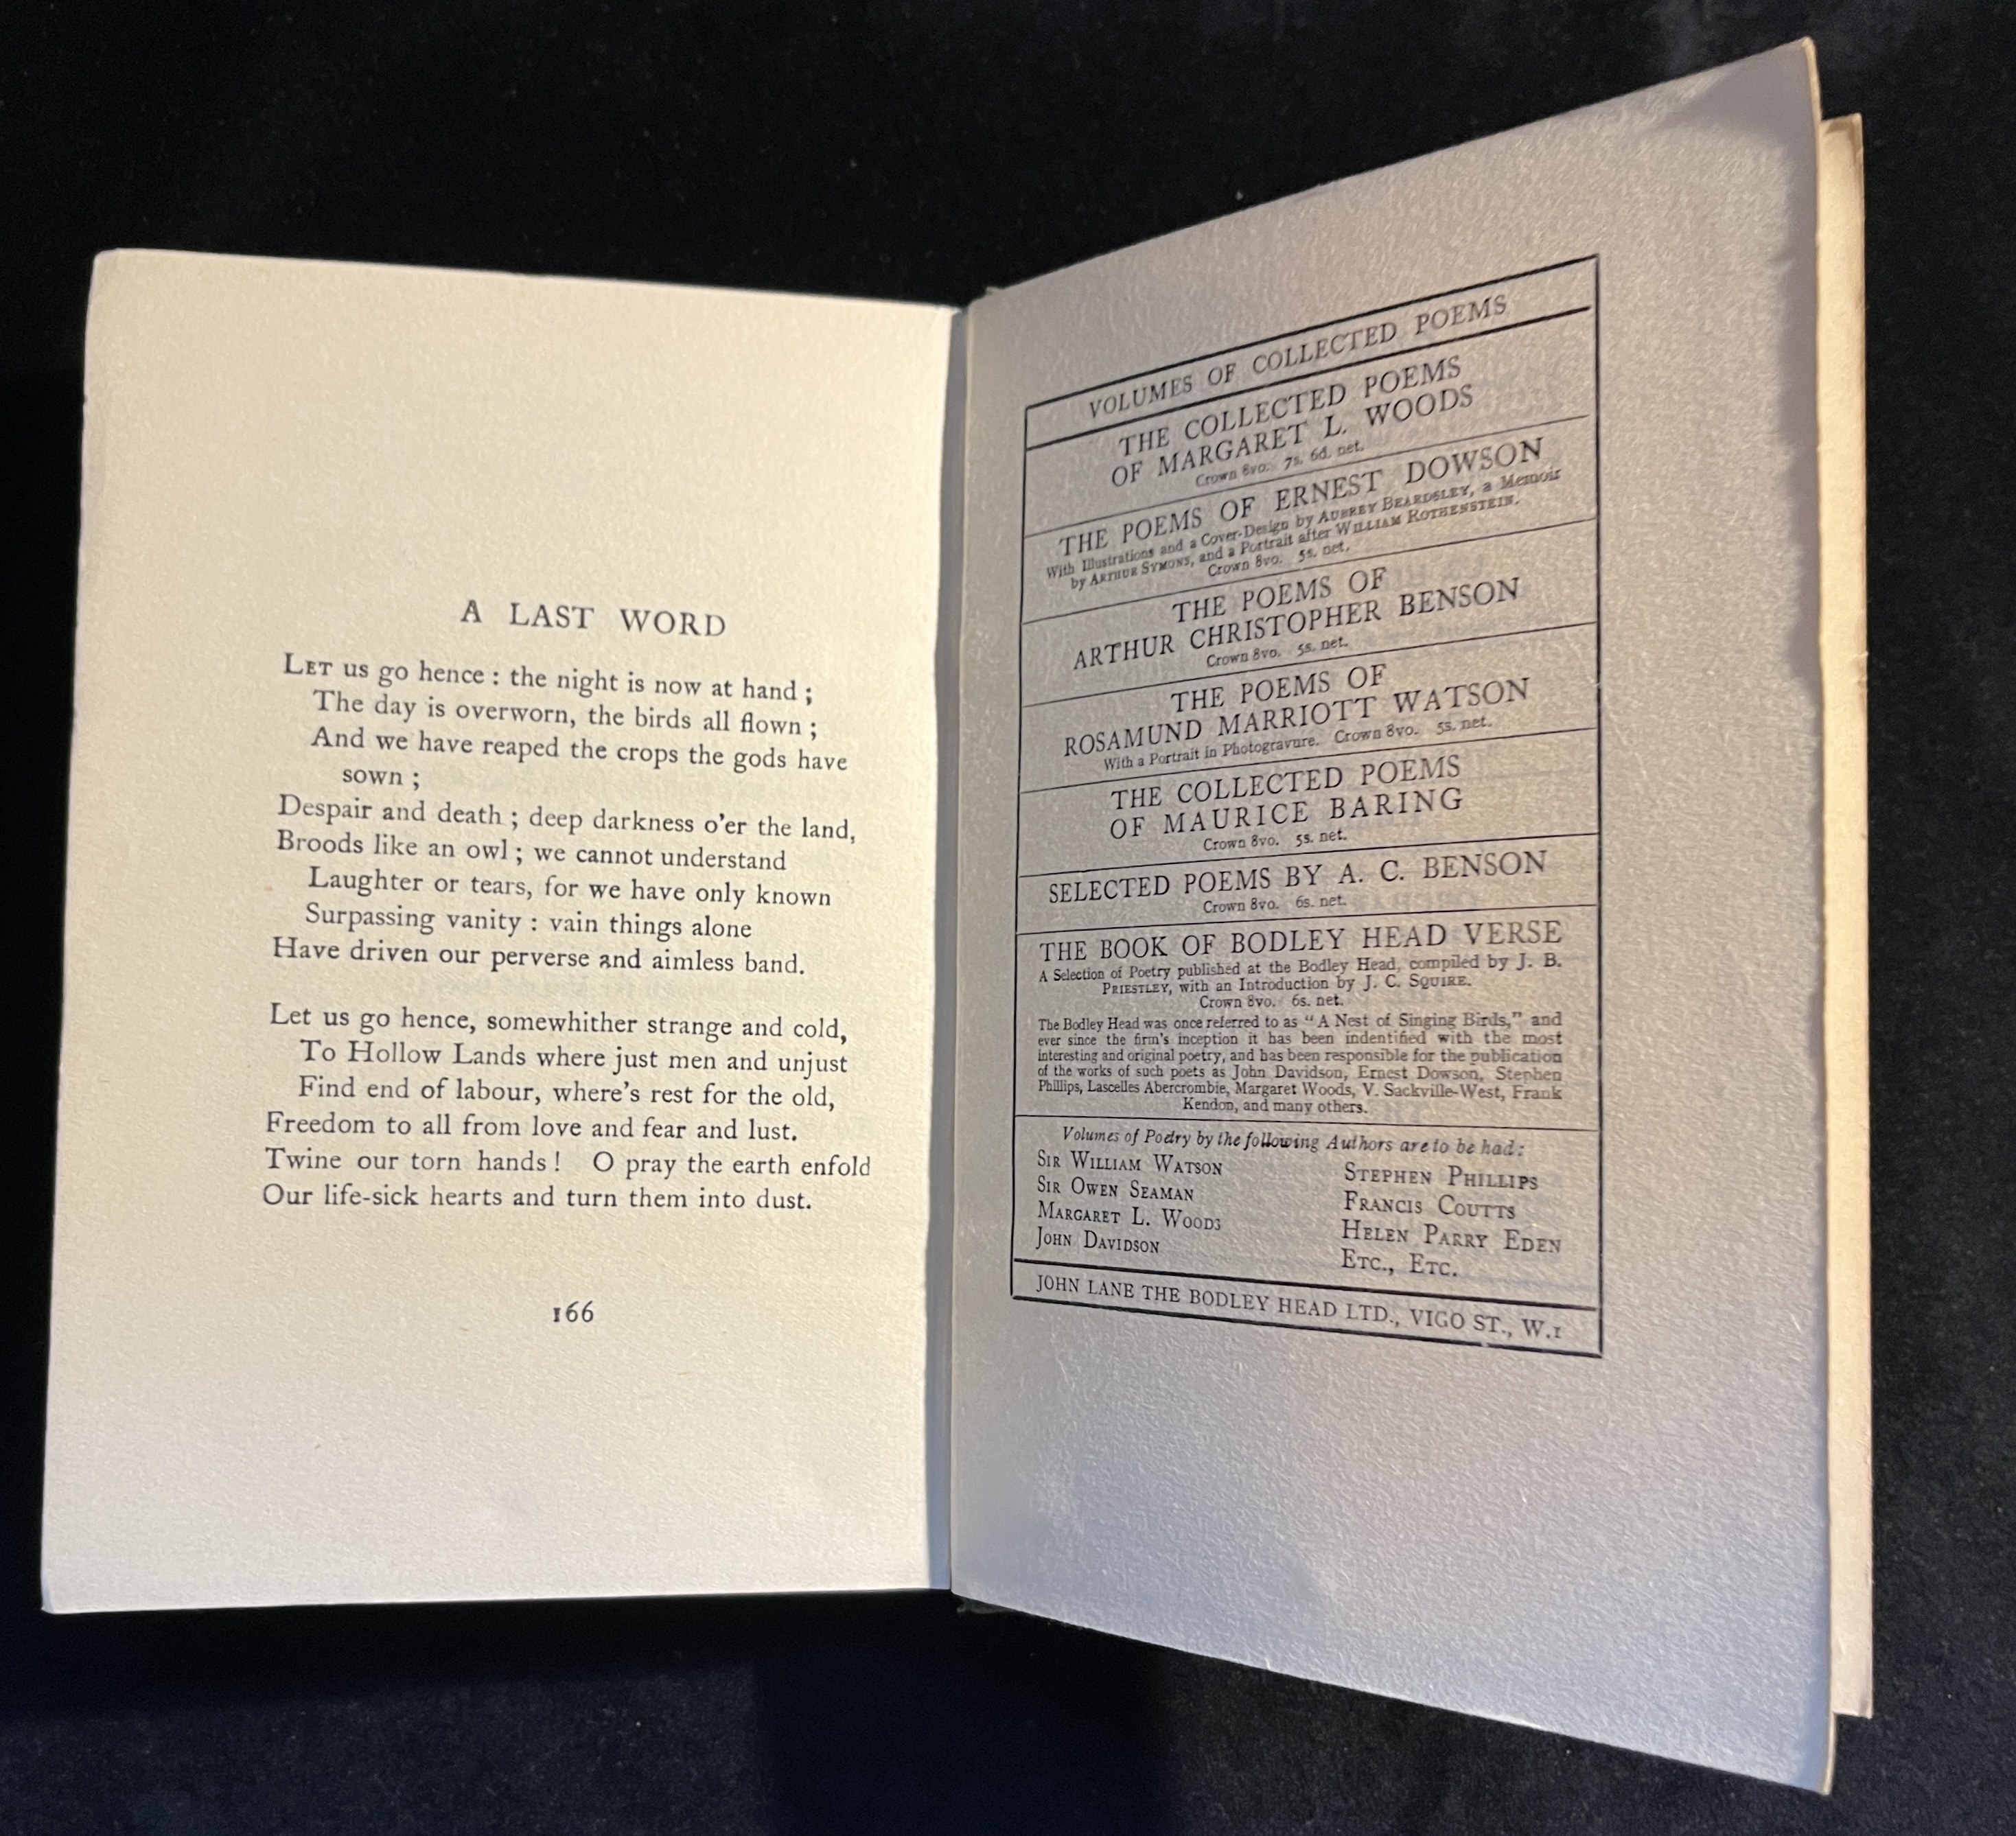 A LAST WORD
LET us go hence : the night is now at hand ;
The day is overworn, the birds all flown ;
And we have reaped the crops the gods have
sown ;
Despair and death ; deep darkness o'er the land,
Broods like an owl ; we cannot understand
Laughter or tears, for we have only known
Surpassing vanity : vain things alone
Have driven our perverse and aimless band.
Let us go hence, somewhither strange and cold,
To Hollow Lands where just men and unjust
Find end of labour, where's rest for the old,
Freedom to all from love and fear and lust.
Twine our torn hands ! O pray the earth enfold
Our life-sick hearts and turn them into dust.
166
VOLUMES OF COLLECTED POEMS
THE COLLECTED POEMS
OF MARGARET L. WOODS
Crown 8vo. 7s. 6d. net.
THE POEMS OF ERNEST DOWSON
With Illustrations and a Cover-Design by AUBREY BEARDSLEY, a Memoir
by ARTHUR SYMONS, and a Portrait after WILLIAM ROTHENSTEIN.
Crown 8vo. 5s. net.
THE POEMS OF
ARTHUR CHRISTOPHER BENSON
Crown 8vo. 5s. net.
THE POEMS OF
ROSAMUND MARRIOTT WATSON
With a Portrait in Photogravure. Crown 8vo. 5s. net.
THE COLLECTED POEMS
OF MAURICE BARING
Crown 8vo. 5s. net.
SELECTED POEMS BY A. C. BENSON
Crown 8vo. 6s. net.
THE BOOK OF BODLEY HEAD VERSE
A Selection of Poetry published at the Bodley Head, compiled by J. B.
PRIESTLEY, with an Introduction by J. C. SQUIRE.
Crown 8vo. 6s. net.
The Bodley Head was once referred to as "A Nest of Singing Birds," and
ever since the firm's inception it has been indentified with the most
interesting and original poetry, and has been responsible for the publication
of the works of such poets as John Davidson, Ernest Dowson, Stephen
Phillips, Lascelles Abercrombie, Margaret Woods, V. Sackville-West, Frank
Kendon, and many others.
Volumes of Poetry by the following Authors are to be had :
SIR WILLIAM WATSON
SIR OWEN SEAMAN
MARGARET L. WOODS
JOHN DAVIDSON
STEPHEN PHILLIPS
FRANCIS COUTTS
HELEN PARRY EDEN
ETC., ETC.
JOHN LANE THE BODLEY HEAD LTD., VIGO ST., W.1